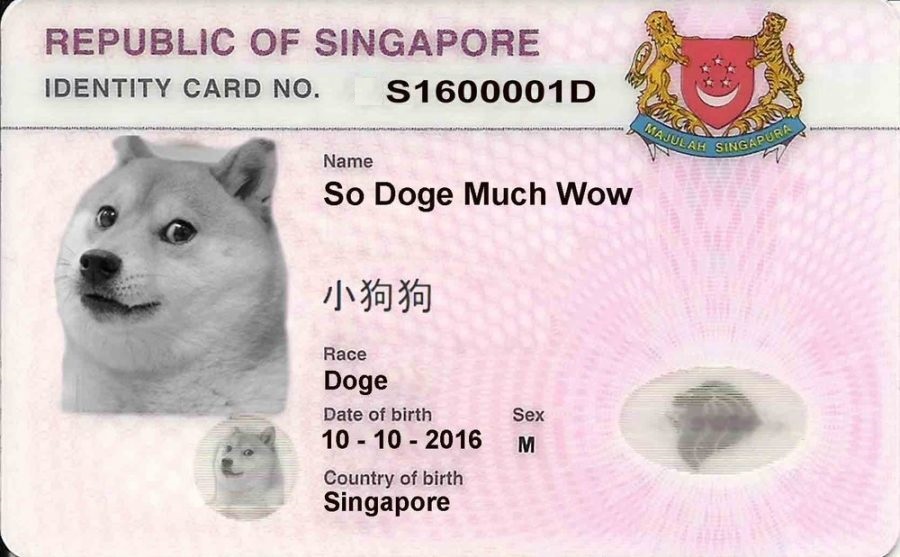 REPUBLIC OF SINGAPORE
IDENTITY CARD NO. S1600001D
MAJULAH SINGAPURA
Name
So Doge Much Wow
小狗狗
Race
Doge
Date of birth Sex
10 - 10 - 2016 M
Country of birth
Singapore